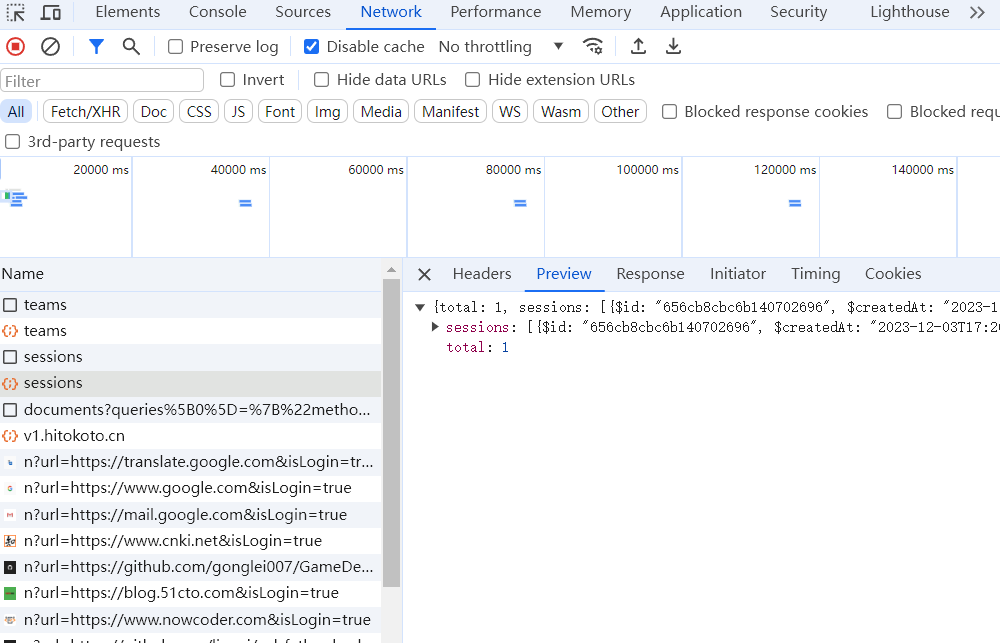 Elements Console Sources Network Performance Memory Application Security Lighthouse
Preserve log Disable cache No throttling
Filter Invert Hide data URLs Hide extension URLs
All Fetch/XHR Doc CSS JS Font Img Media Manifest WS Wasm Other Blocked response cookies Blocked requ
3rd-party requests
20000 ms 40000 ms 60000 ms 80000 ms 100000 ms 120000 ms 140000 ms
Name
teams
teams
sessions
sessions
documents?queries%5B0%5D=%7B%22metho...
v1.hitokoto.cn
n?url=https://translate.google.com&isLogin=tr...
n?url=https://www.google.com&isLogin=true
n?url=https://mail.google.com&isLogin=true
n?url=https://www.cnki.net&isLogin=true
n?url=https://github.com/gonglei007/GameDe...
n?url=https://blog.51cto.com&isLogin=true
n?url=https://www.nowcoder.com&isLogin=true
Headers Preview Response Initiator Timing Cookies
{total: 1, sessions: [{$id: "656cb8cbc6b140702696", $createdAt: "2023-1
sessions: [{$id: "656cb8cbc6b140702696", $createdAt: "2023-12-03T17:20
total: 1